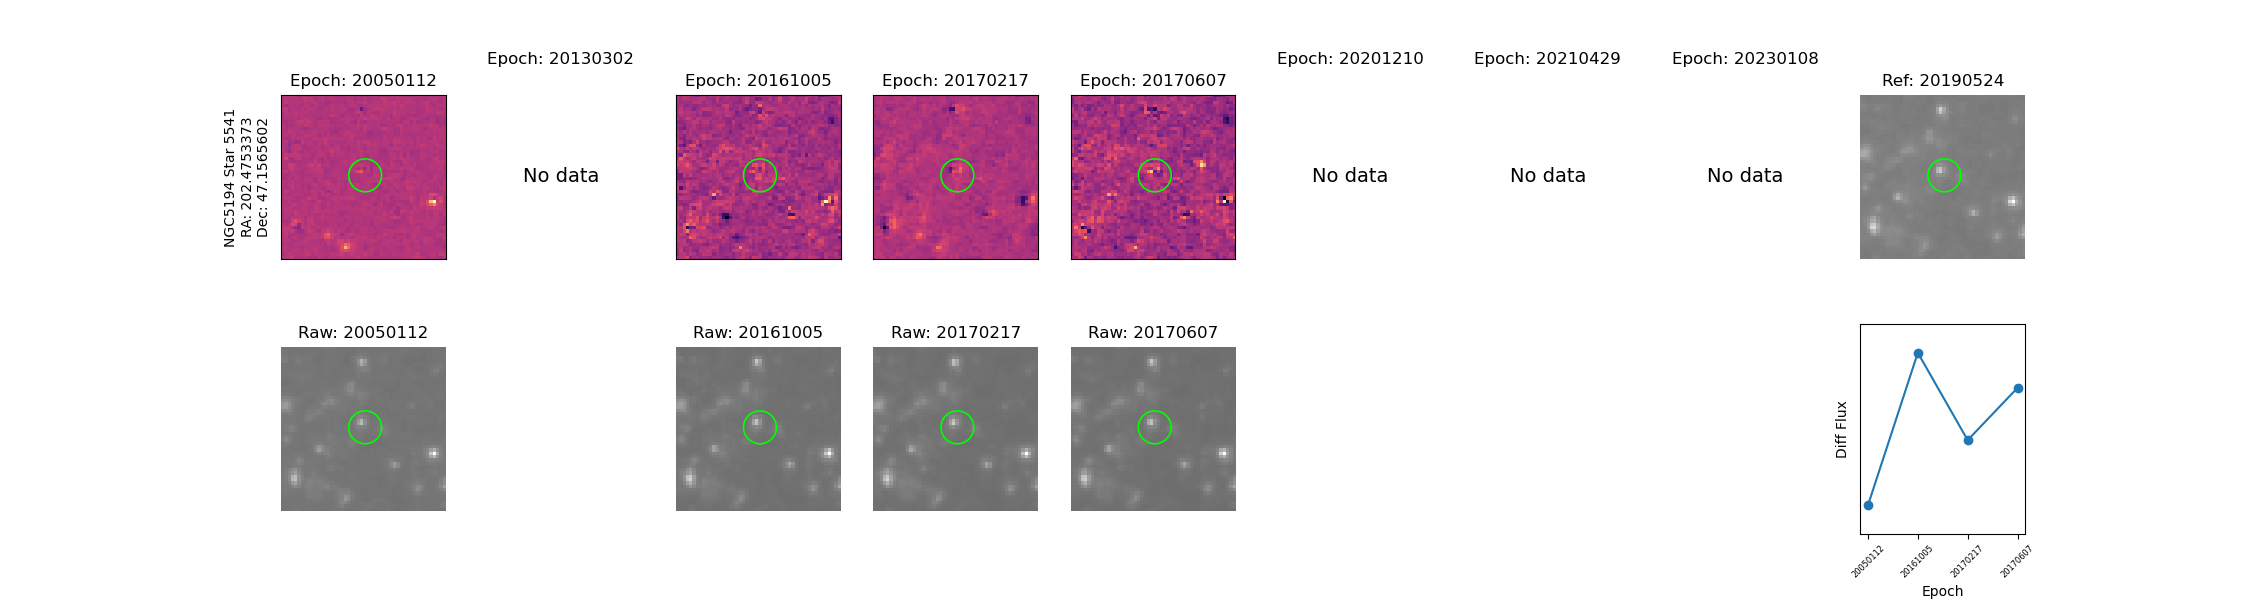 NGC5194 Star 5541
RA: 202.4753373
Dec: 47.1565602
Epoch: 20050112
Epoch: 20130302
No data
Epoch: 20161005
Epoch: 20170217
Epoch: 20170607
Epoch: 20201210
No data
Epoch: 20210429
No data
Epoch: 20230108
No data
Ref: 20190524
Raw: 20050112
Raw: 20161005
Raw: 20170217
Raw: 20170607
Diff Flux
20050112
20161005
20170217
20170607
Epoch